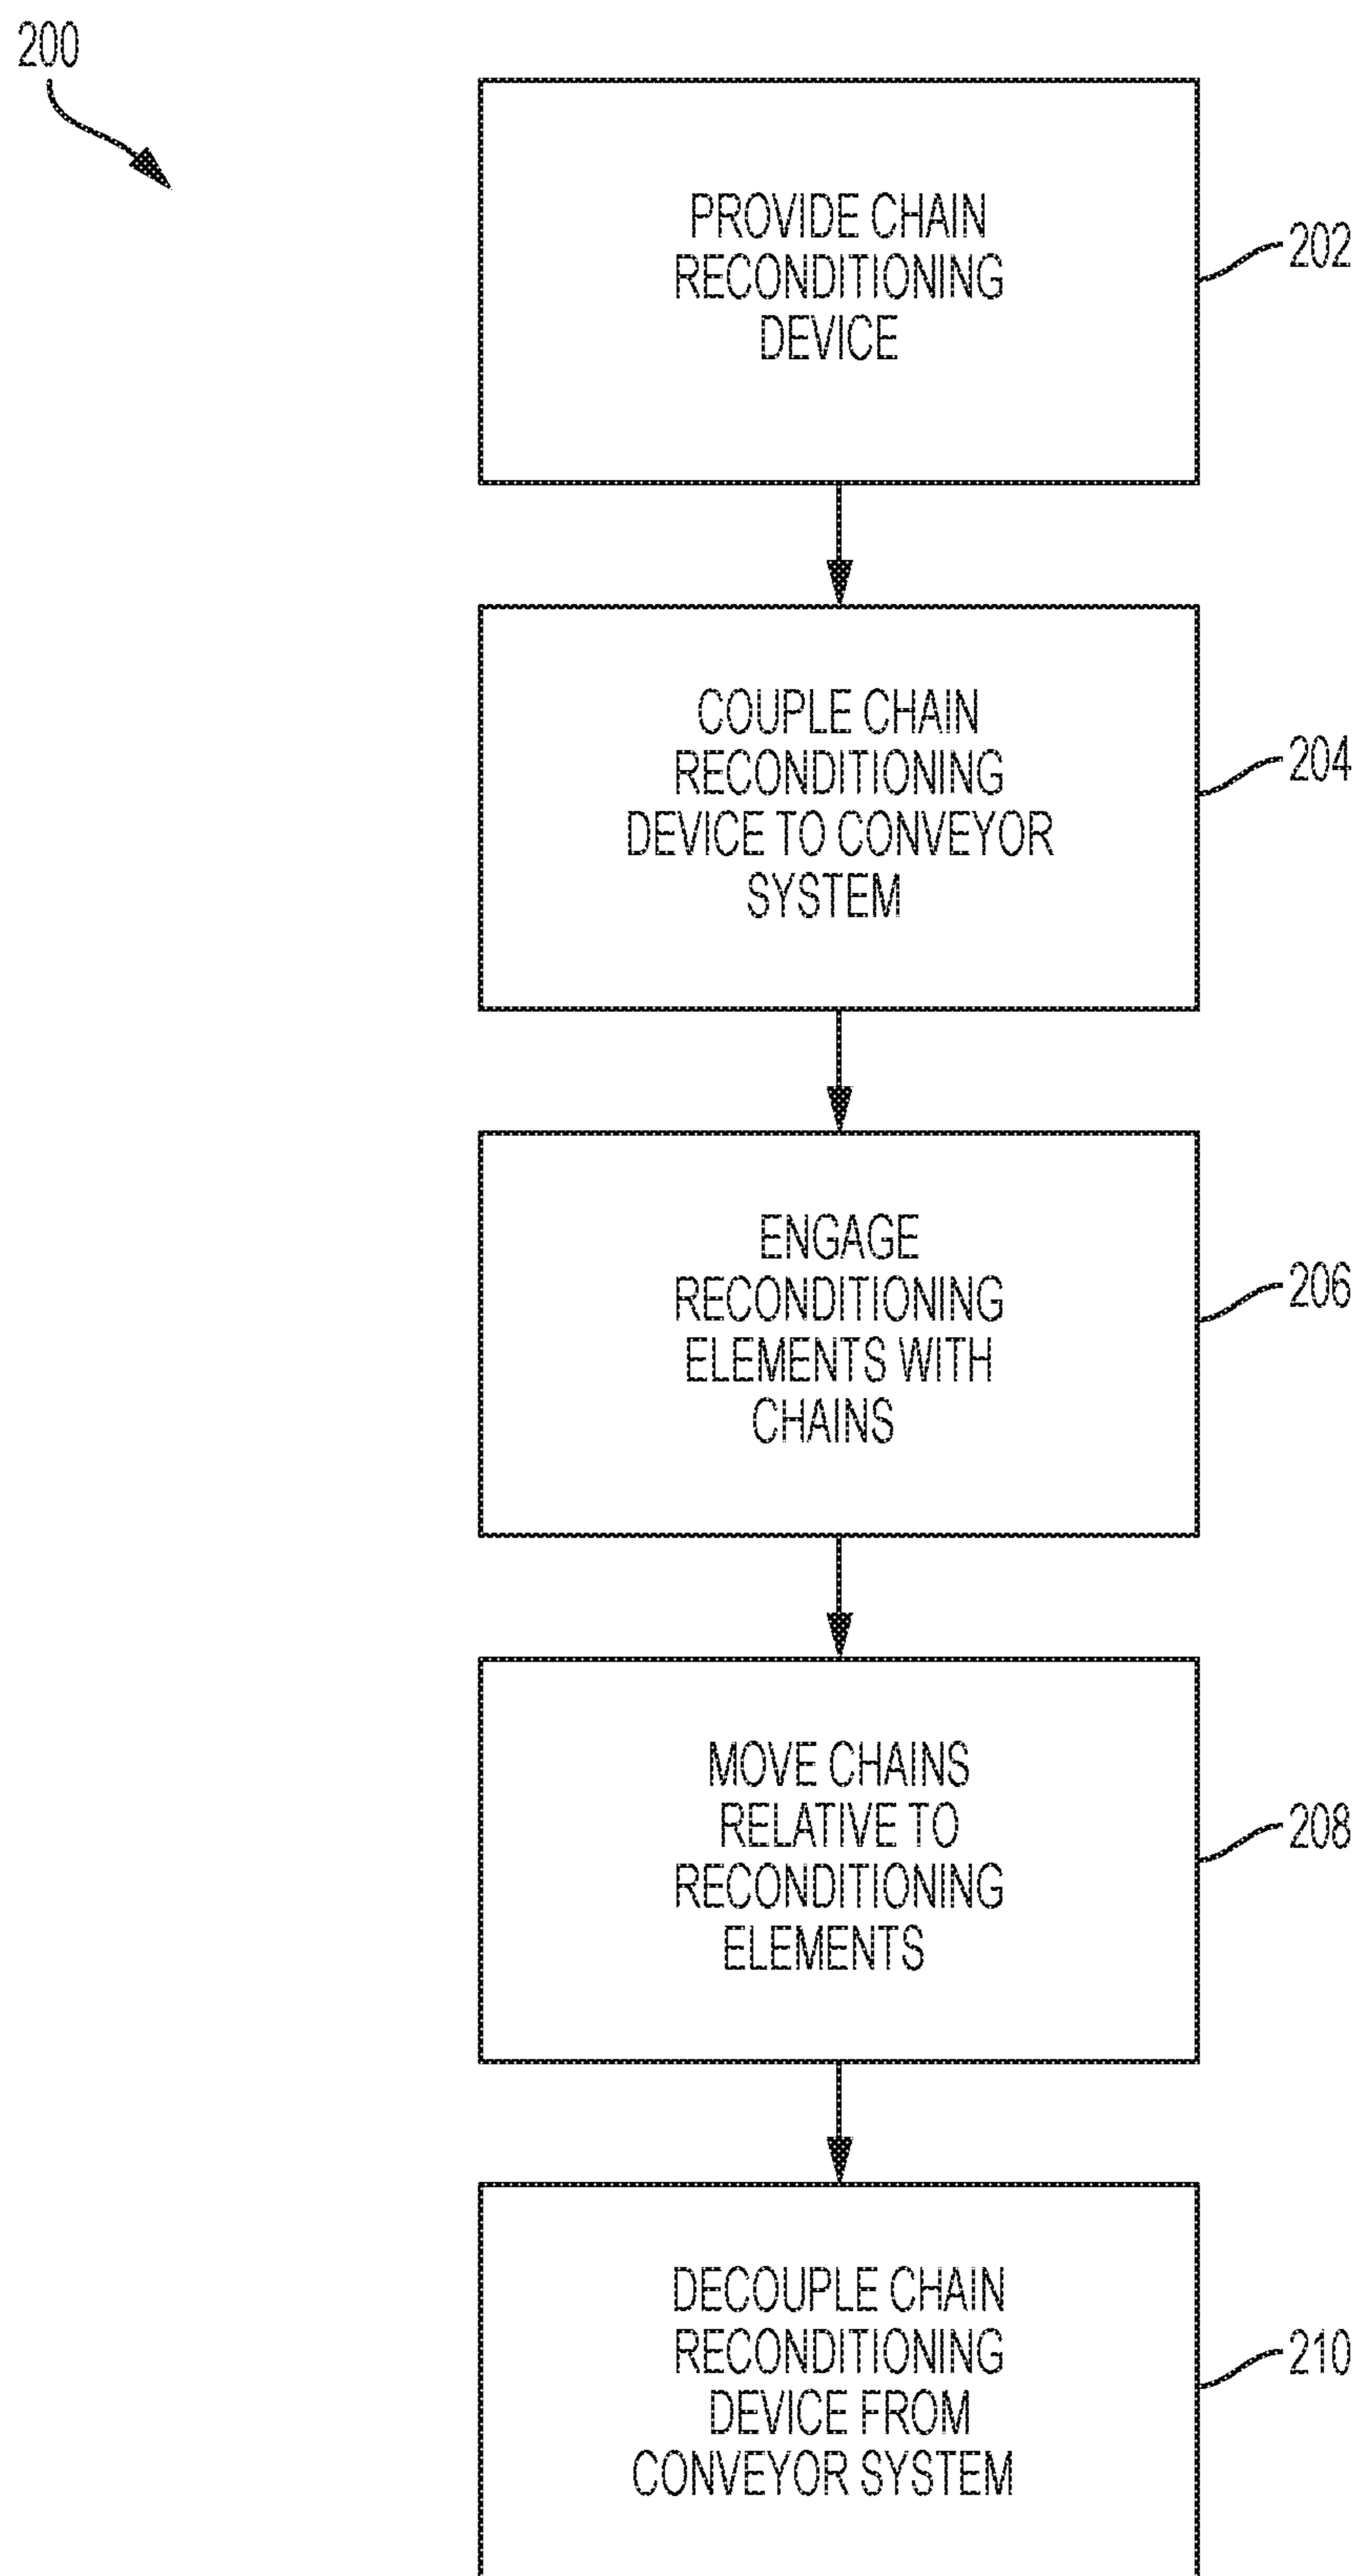 200
PROVIDE CHAIN
RECONDITIONING
DEVICE
202
COUPLE CHAIN
RECONDITIONING
DEVICE TO CONVEYOR
SYSTEM
204
ENGAGE
RECONDITIONING
ELEMENTS WITH
CHAINS
206
MOVE CHAINS
RELATIVE TO
RECONDITIONING
ELEMENTS
208
DECOUPLE CHAIN
RECONDITIONING
DEVICE FROM
CONVEYOR SYSTEM
210